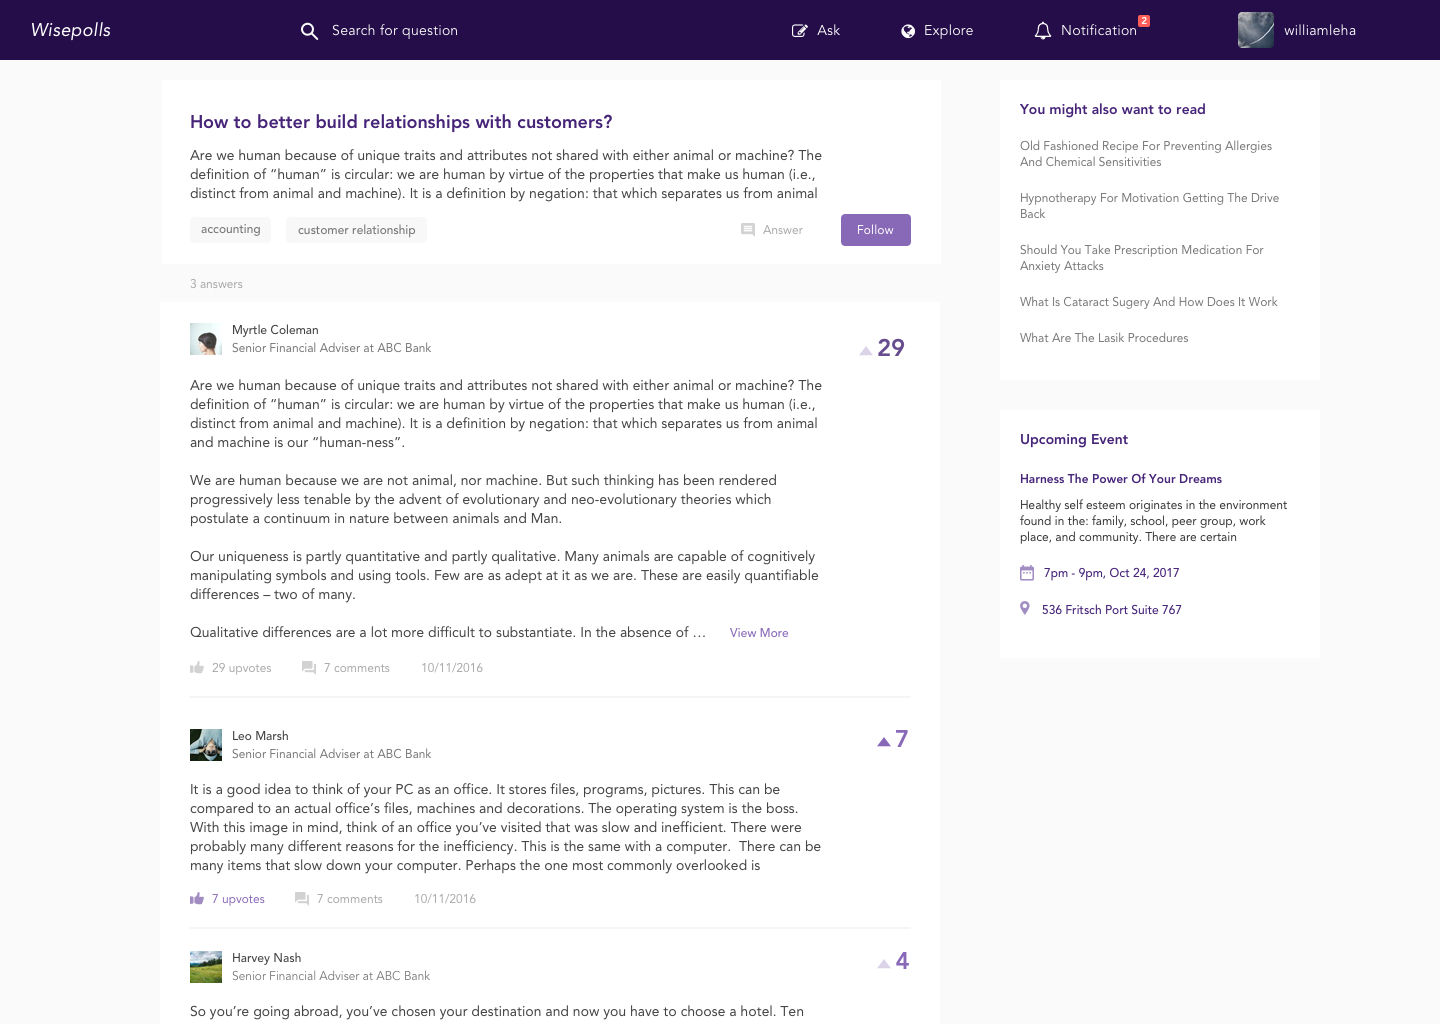 Wisepolls
Search for question
Ask
Explore
Notification
2
williamleha
How to better build relationships with customers?
Are we human because of unique traits and attributes not shared with either animal or machine? The
definition of “human” is circular: we are human by virtue of the properties that make us human (i.e.,
distinct from animal and machine). It is a definition by negation: that which separates us from animal
accounting
customer relationship
Answer
Follow
3 answers
Myrtle Coleman
Senior Financial Adviser at ABC Bank
29
Are we human because of unique traits and attributes not shared with either animal or machine? The
definition of “human” is circular: we are human by virtue of the properties that make us human (i.e.,
distinct from animal and machine). It is a definition by negation: that which separates us from animal
and machine is our “human-ness”.
We are human because we are not animal, nor machine. But such thinking has been rendered
progressively less tenable by the advent of evolutionary and neo-evolutionary theories which
postulate a continuum in nature between animals and Man.
Our uniqueness is partly quantitative and partly qualitative. Many animals are capable of cognitively
manipulating symbols and using tools. Few are as adept at it as we are. These are easily quantifiable
differences – two of many.
Qualitative differences are a lot more difficult to substantiate. In the absence of …
View More
29 upvotes
7 comments
10/11/2016
Leo Marsh
Senior Financial Adviser at ABC Bank
7
It is a good idea to think of your PC as an office. It stores files, programs, pictures. This can be
compared to an actual office’s files, machines and decorations. The operating system is the boss.
With this image in mind, think of an office you’ve visited that was slow and inefficient. There were
probably many different reasons for the inefficiency. This is the same with a computer.  There can be
many items that slow down your computer. Perhaps the one most commonly overlooked is
7 upvotes
7 comments
10/11/2016
Harvey Nash
Senior Financial Adviser at ABC Bank
4
So you’re going abroad, you’ve chosen your destination and now you have to choose a hotel. Ten
You might also want to read
Old Fashioned Recipe For Preventing Allergies
And Chemical Sensitivities
Hypnotherapy For Motivation Getting The Drive
Back
Should You Take Prescription Medication For
Anxiety Attacks
What Is Cataract Sugery And How Does It Work
What Are The Lasik Procedures
Upcoming Event
Harness The Power Of Your Dreams
Healthy self esteem originates in the environment
found in the: family, school, peer group, work
place, and community. There are certain
7pm - 9pm, Oct 24, 2017
536 Fritsch Port Suite 767